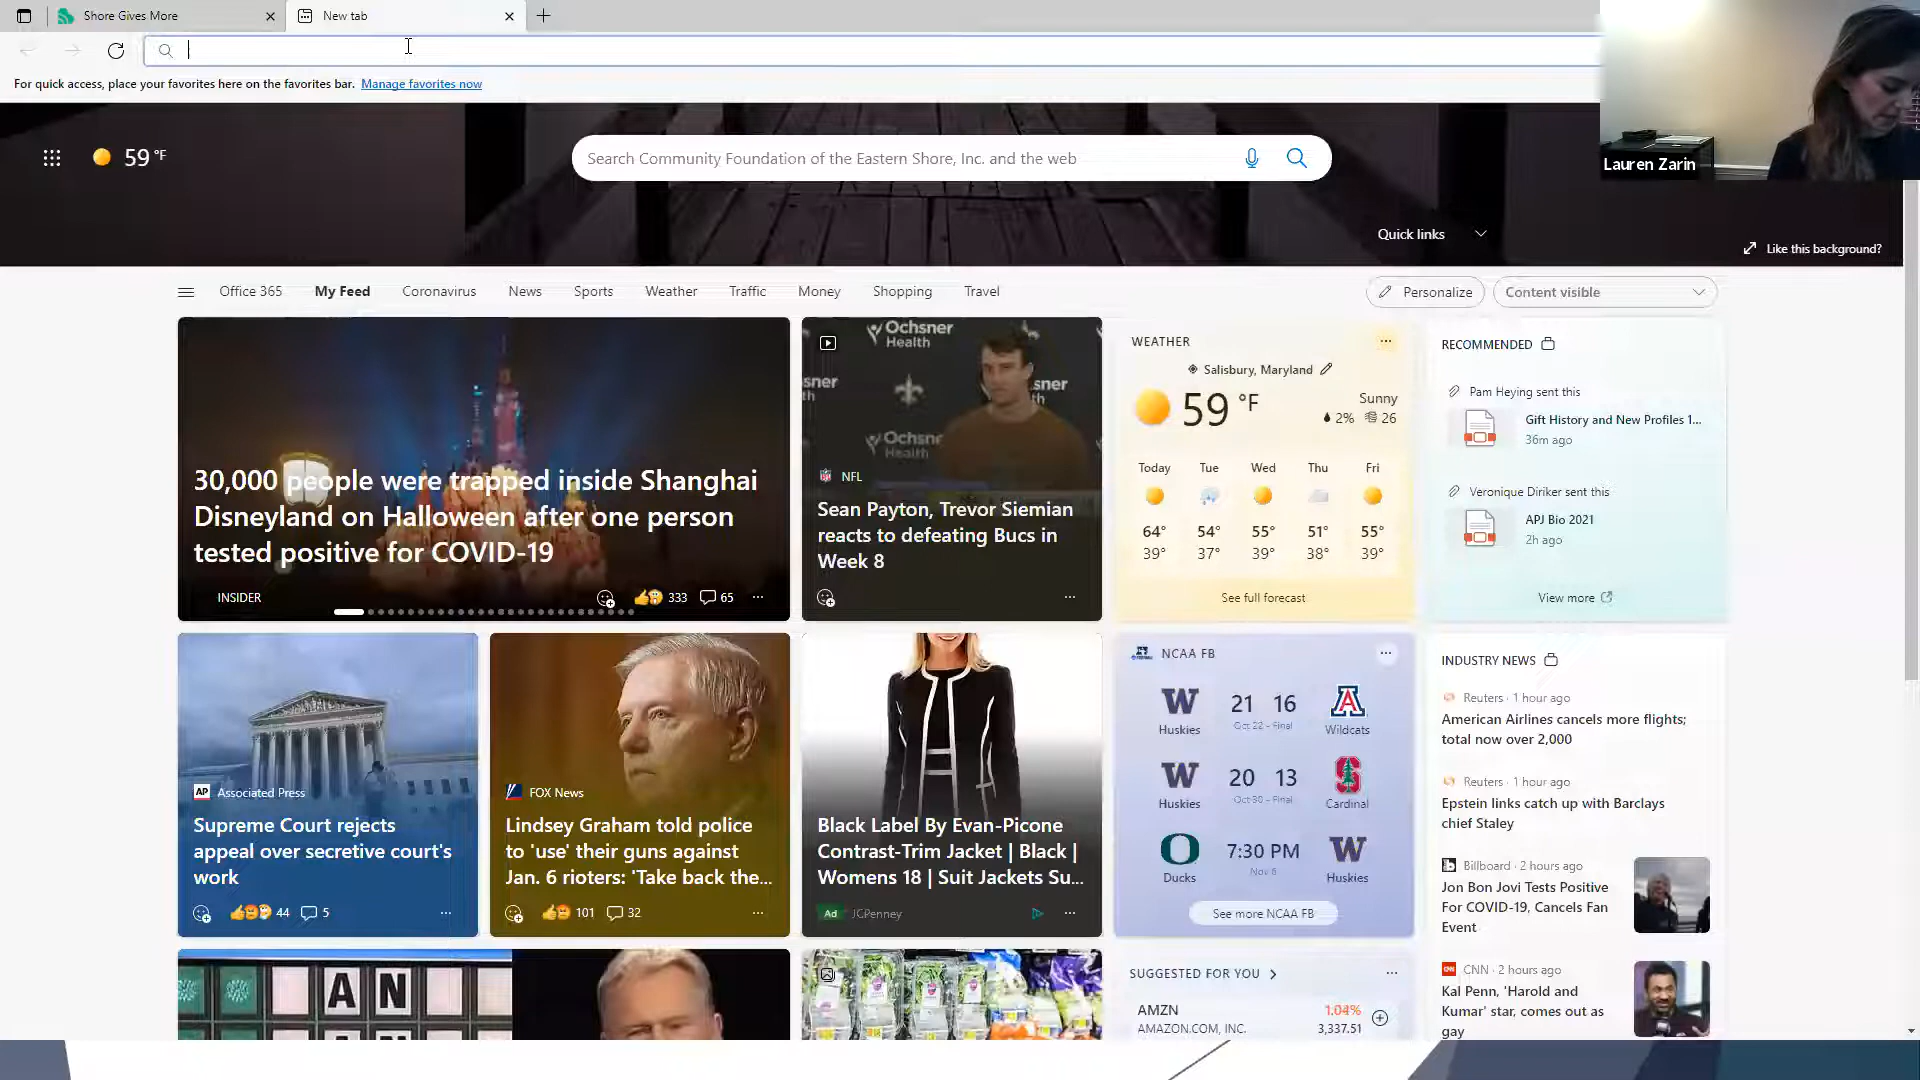 Shore Gives More
New tab
For quick access, place your favorites here on the favorites bar. Manage favorites now
59 °F
Search Community Foundation of the Eastern Shore, Inc. and the web
Lauren Zarin
Quick links
Like this background?
Office 365 My Feed Coronavirus News Sports Weather Traffic Money Shopping Travel
Personalize
Content visible
30,000 people were trapped inside Shanghai
Disneyland on Halloween after one person
tested positive for COVID-19
INSIDER
333 65
Ochsner
Health
Ochsner
Health
NFL
Sean Payton, Trevor Siemian
reacts to defeating Bucs in
Week 8
WEATHER
Salisbury, Maryland
59 °F
Sunny
2% 26
Today Tue Wed Thu Fri
64° 54° 55° 51° 55°
39° 37° 39° 38° 39°
See full forecast
RECOMMENDED
Pam Heying sent this
Gift History and New Profiles 1...
36m ago
Veronique Diriker sent this
APJ Bio 2021
2h ago
View more
AP Associated Press
Supreme Court rejects
appeal over secretive court's
work
44 5
FOX News
Lindsey Graham told police
to 'use' their guns against
Jan. 6 rioters: 'Take back the...
101 32
Black Label By Evan-Picone
Contrast-Trim Jacket | Black |
Womens 18 | Suit Jackets Su...
Ad JCPenney
NCAA FB
W 21 16 A
Oct 22 - Final
Huskies Wildcats
W 20 13 S
Oct 30 - Final
Huskies Cardinal
O 7:30 PM W
Nov 6
Ducks Huskies
See more NCAA FB
INDUSTRY NEWS
Reuters · 1 hour ago
American Airlines cancels more flights;
total now over 2,000
Reuters · 1 hour ago
Epstein links catch up with Barclays
chief Staley
Billboard · 2 hours ago
Jon Bon Jovi Tests Positive
For COVID-19, Cancels Fan
Event
CNN · 2 hours ago
Kal Penn, 'Harold and
Kumar' star, comes out as
gay
AN
SUGGESTED FOR YOU
AMZN 1.04%
AMAZON.COM, INC. 3,337.51